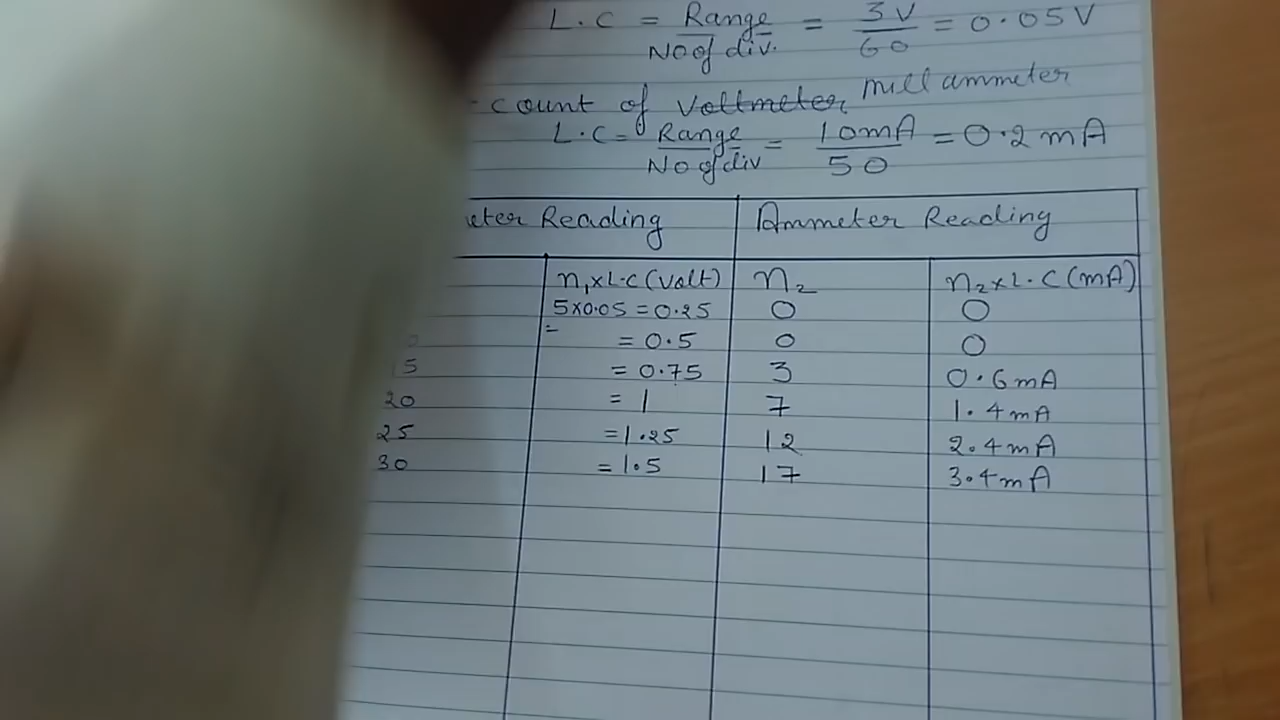 L.C = Range / No of div. = 3V / 60 = 0.05V
count of voltmeter milliammeter
L.C = Range / No of div = 10mA / 50 = 0.2 mA
eter Reading Ammeter Reading
n₁xL.C (Volt) n₂ n₂xL.C (mA)
5x0.05 = 0.25 0 0
= = 0.5 0 0
15 = 0.75 3 0.6mA
20 = 1 7 1.4mA
25 =1.25 12 2.4mA
30 = 1.5 17 3.4mA